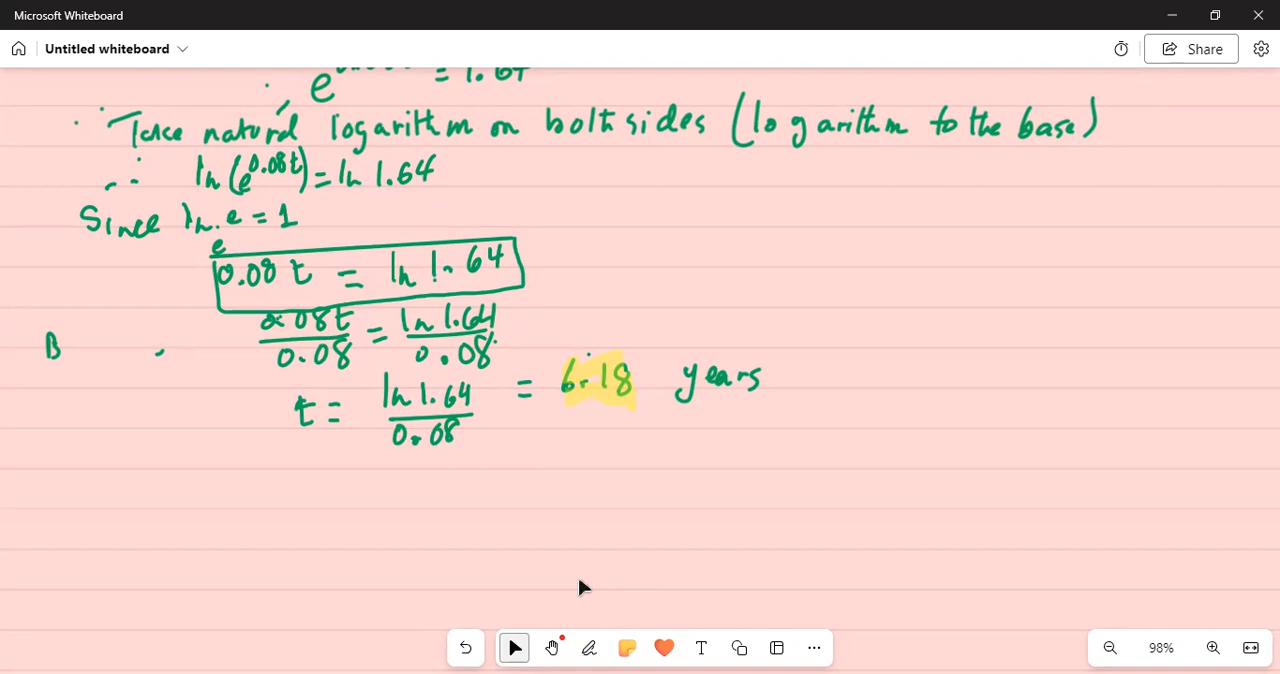 Microsoft Whiteboard
Untitled whiteboard
Share
= 1.64
Take natural logarithm on both sides (logarithm to the base)
∴ ln(e^0.08t) = ln 1.64
Since ln e = 1
e
0.08 t = ln 1.64
0.08t/0.08 = ln 1.64/0.08
B
t = ln 1.64/0.08 = 6.18 years
98%